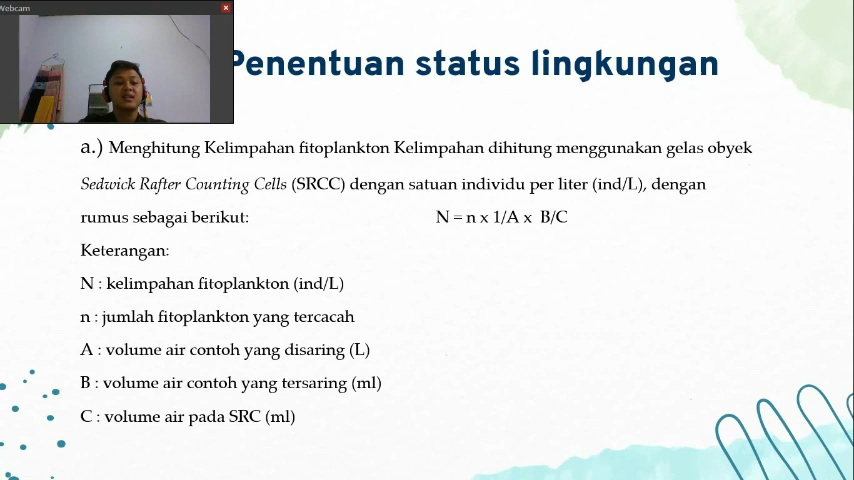 Webcam
Penentuan status lingkungan
a.) Menghitung Kelimpahan fitoplankton Kelimpahan dihitung menggunakan gelas obyek
Sedwick Rafter Counting Cells (SRCC) dengan satuan individu per liter (ind/L), dengan
rumus sebagai berikut: N = n x 1/A x B/C
Keterangan:
N : kelimpahan fitoplankton (ind/L)
n : jumlah fitoplankton yang tercacah
A : volume air contoh yang disaring (L)
B : volume air contoh yang tersaring (ml)
C : volume air pada SRC (ml)